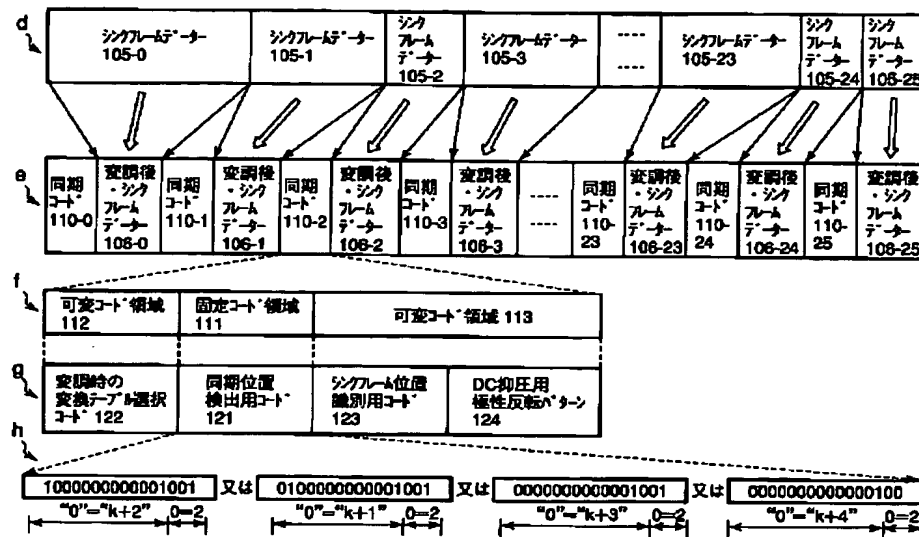 d
シンクフレームデーター
105-0
シンクフレームデーター
105-1
シンク
フレーム
データー
105-2
シンクフレームデーター
105-3
シンクフレームデーター
105-23
シンク
フレーム
データー
105-24
シンク
フレーム
データー
106-25
e
同期
コード
110-0
変調後
・シンク
フレーム
データー
106-0
同期
コード
110-1
変調後
・シンク
フレーム
データー
106-1
同期
コード
110-2
変調後
・シンク
フレーム
データー
106-2
同期
コード
110-3
変調後
・シンク
フレーム
データー
106-3
同期
コード
110-
23
変調後
・シンク
フレーム
データー
106-23
同期
コード
110-
24
変調後
・シンク
フレーム
データー
106-24
同期
コード
110-
25
変調後
・シンク
フレーム
データー
106-25
f
可変コード領域
112
固定コード領域
111
可変コード領域 113
g
変調時の
変換テーブル選択
コード 122
同期位置
検出用コード
121
シンクフレーム位置
識別用コード
123
DC抑圧用
極性反転パターン
124
h
1000000000001001 又は 0100000000001001 又は 0000000000001001 又は 0000000000000100
“0”=“k+2” 0=2 “0”=“k+1” 0=2 “0”=“k+3” 0=2 “0”=“k+4” 0=2